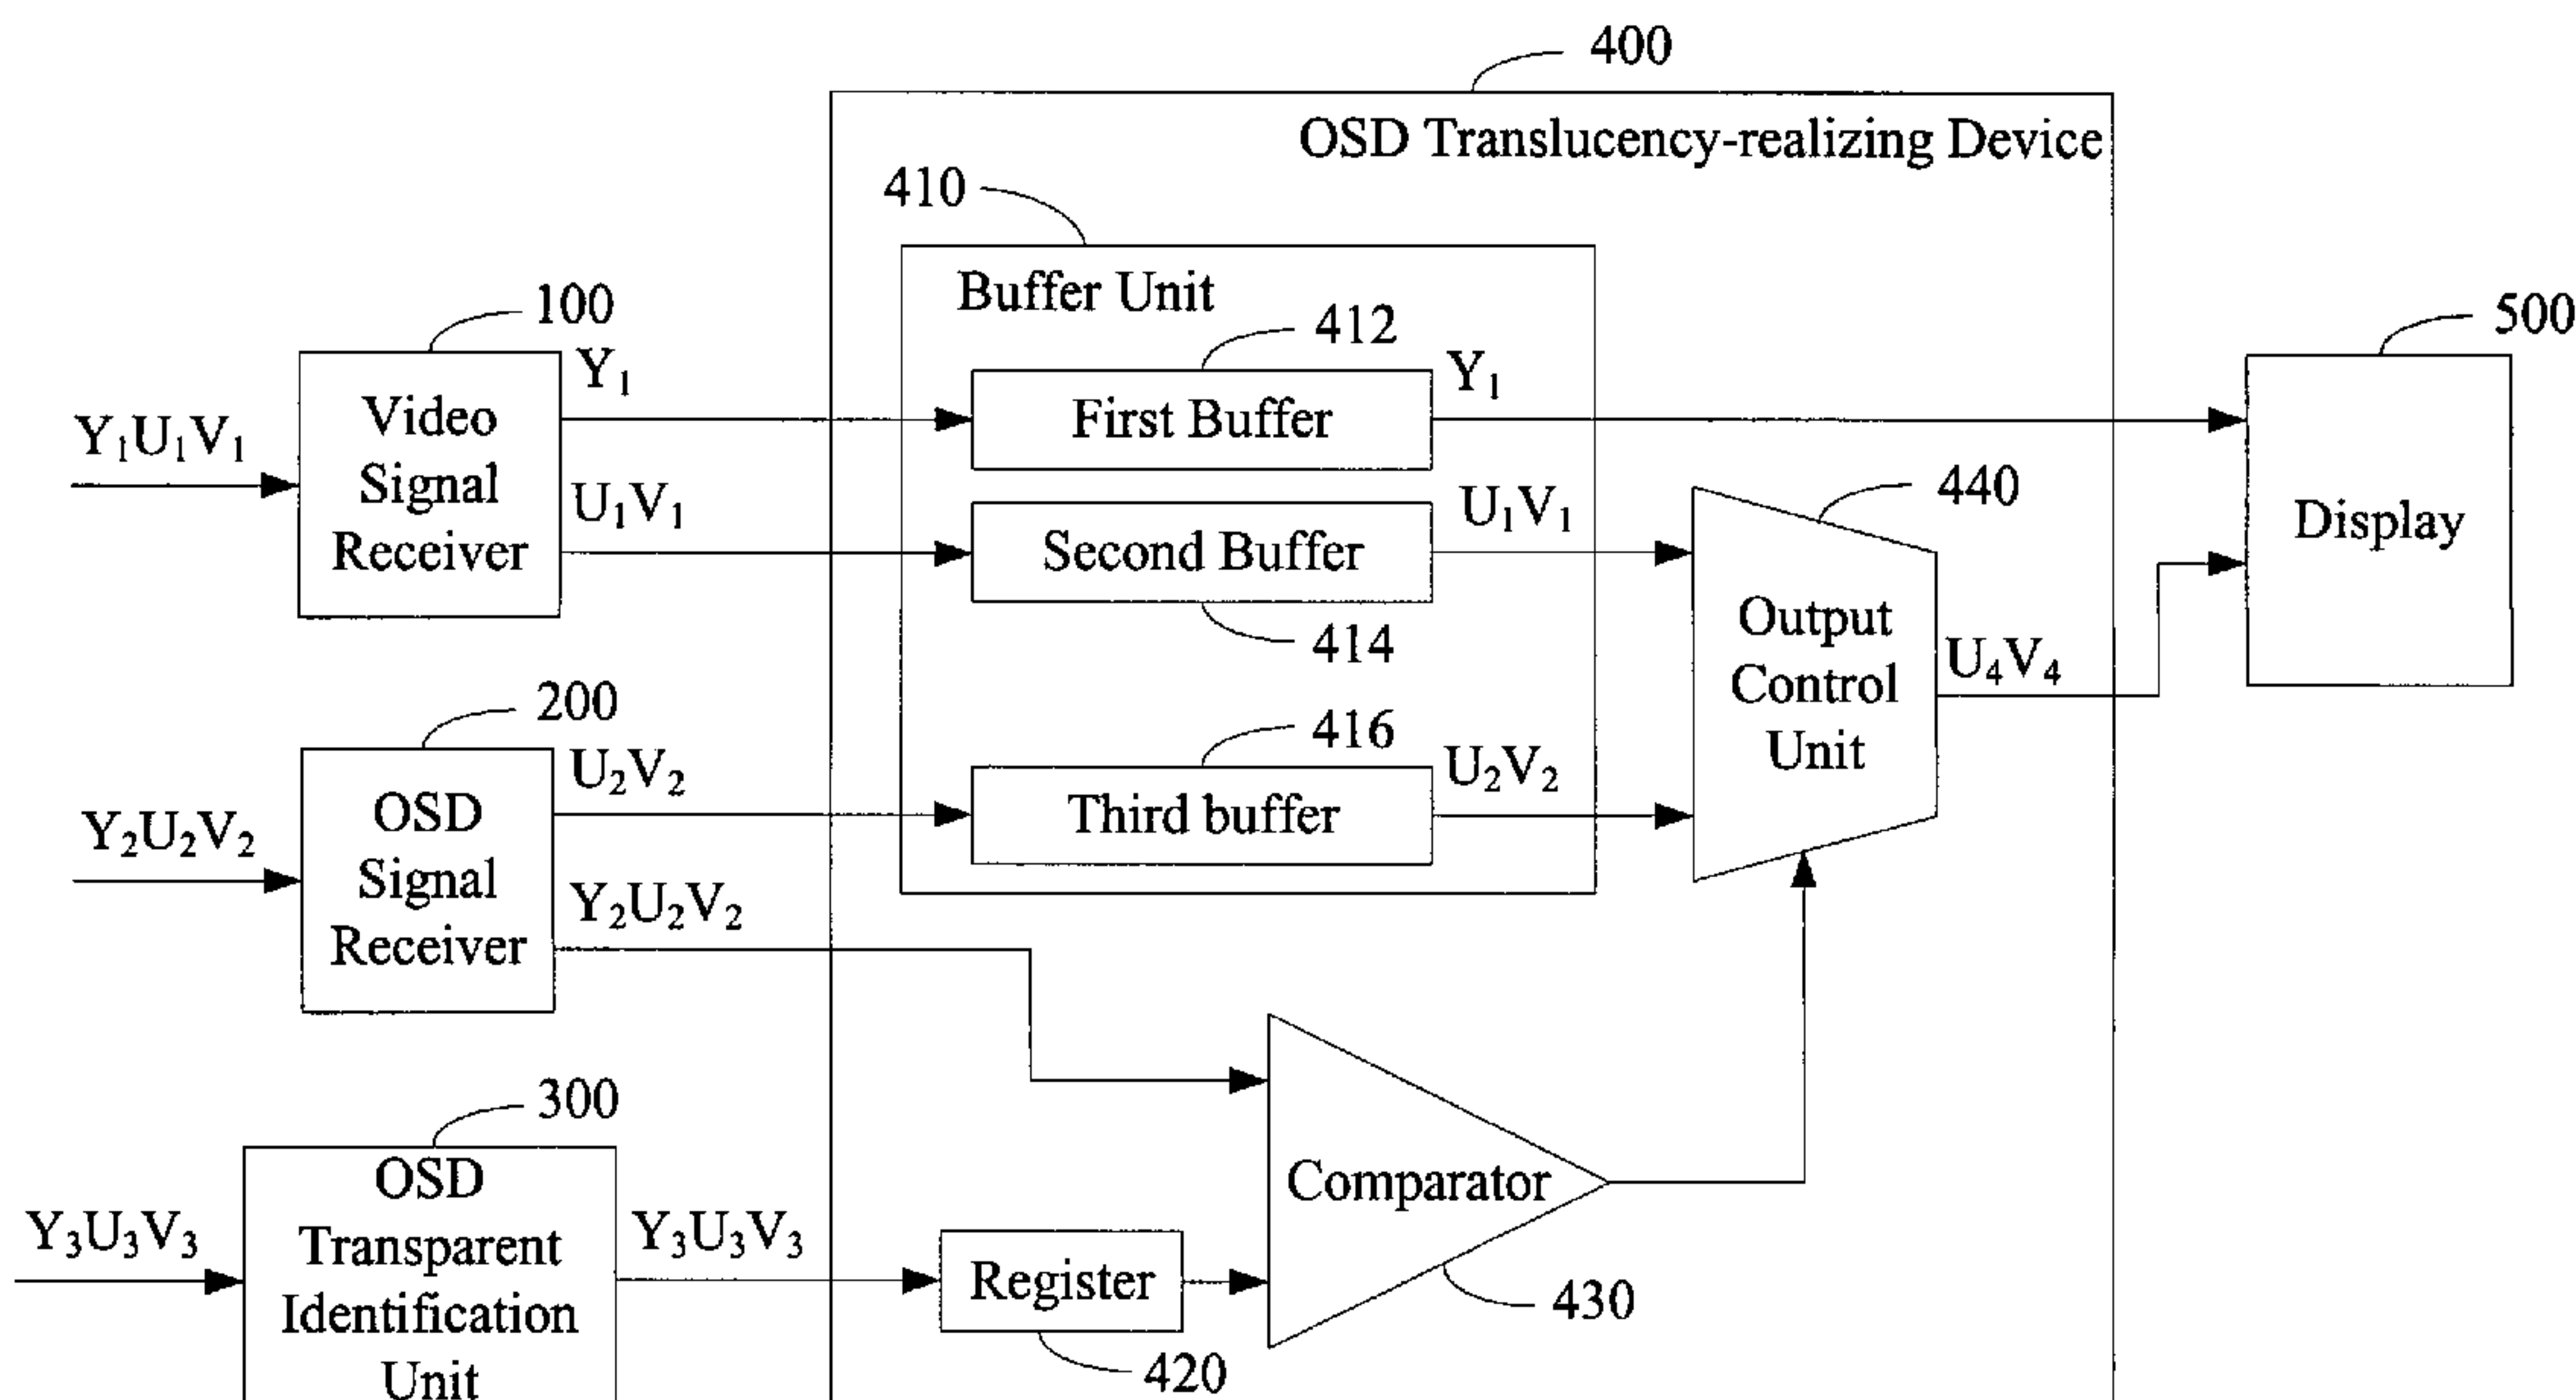 400
OSD Translucency-realizing Device
410
Buffer Unit
100
412
500
Y₁
Y₁
Video
Signal
Receiver
First Buffer
Y₁U₁V₁
U₁V₁
U₁V₁
440
Second Buffer
Display
414
Output
Control
Unit
U₄V₄
200
416
U₂V₂
U₂V₂
OSD
Signal
Receiver
Third buffer
Y₂U₂V₂
Y₂U₂V₂
300
OSD
Transparent
Identification
Unit
Comparator
Y₃U₃V₃
Y₃U₃V₃
Register
430
420